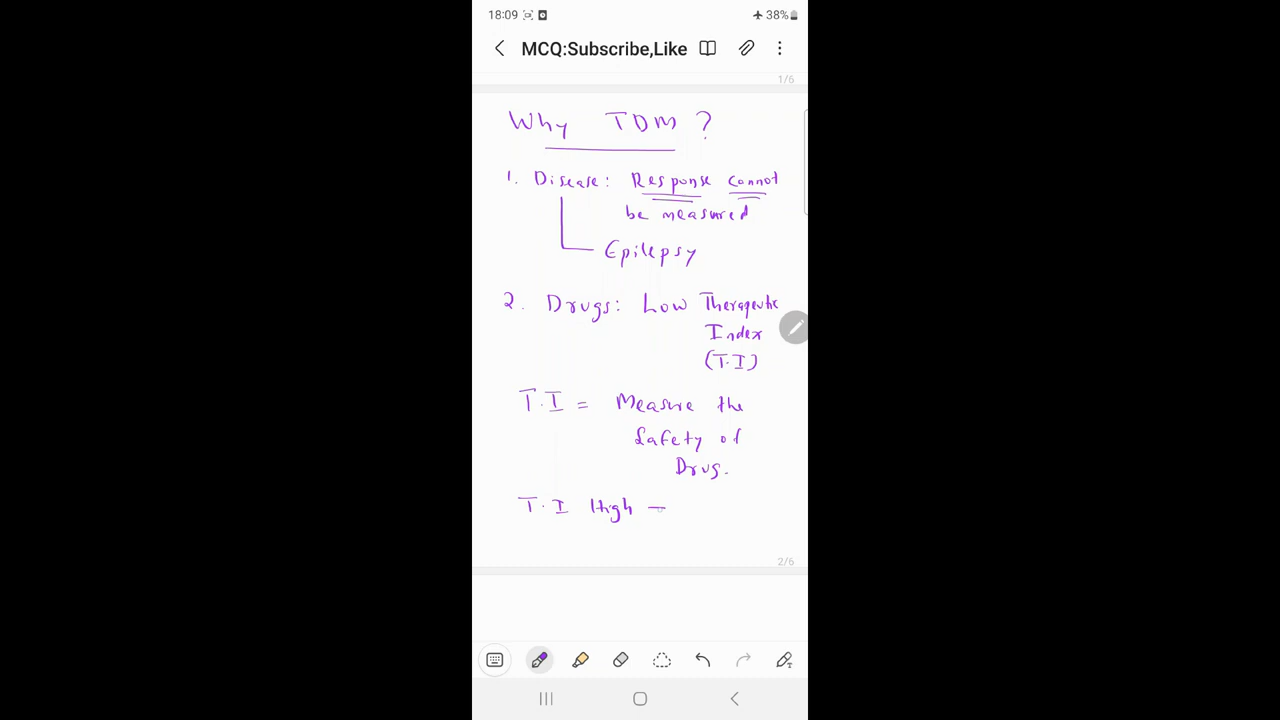 18:09 38%
MCQ:Subscribe,Like
1/6
Why TDM ?
1. Disease: Response cannot
be measured
Epilepsy
2. Drugs: Low Therapeutic
Index
(T.I)
T.I = Measure the
Safety of
Drug.
T.I High -
2/6